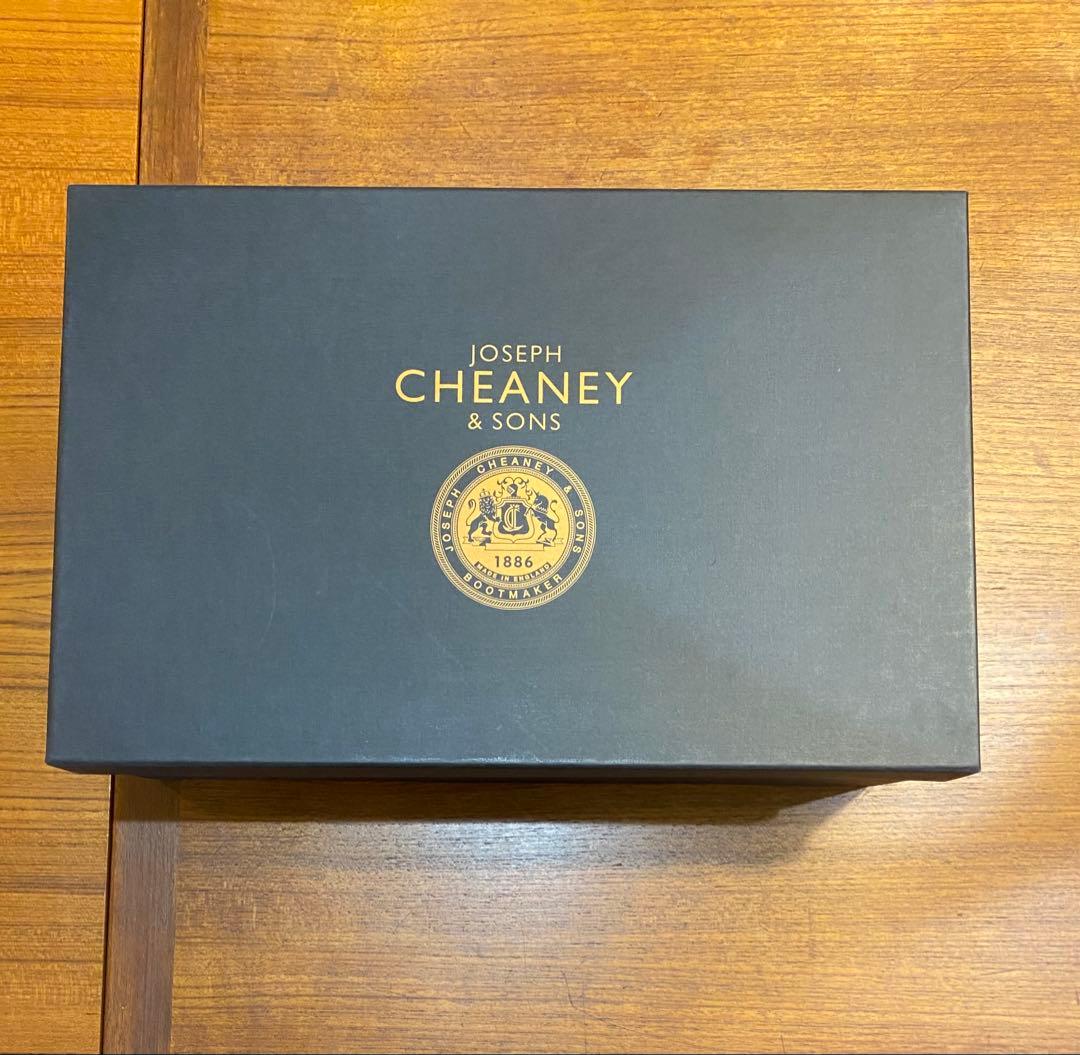 JOSEPH
CHEANEY
& SONS
JOSEPH CHEANEY & SONS
1886
MADE IN ENGLAND
BOOTMAKER